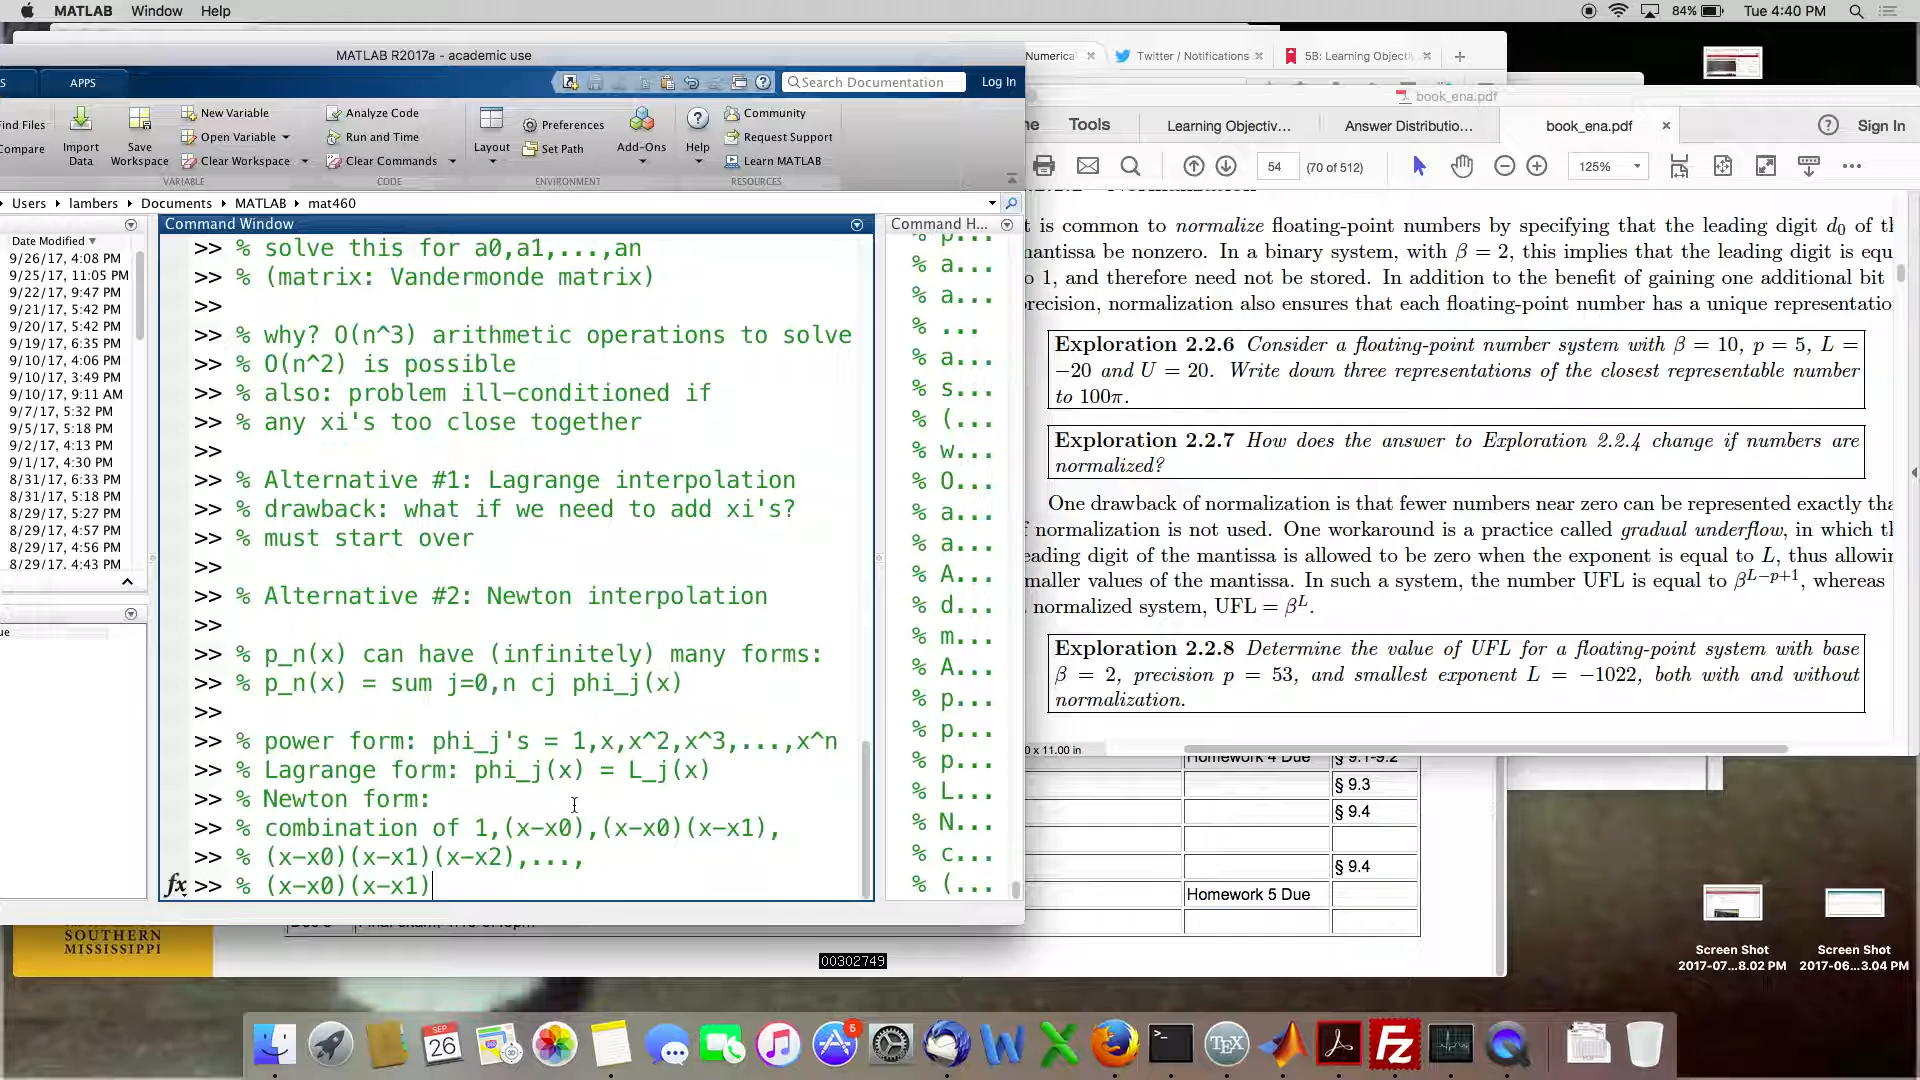 MATLAB Window Help
84% Tue 4:40 PM
MATLAB R2017a - academic use
APPS
Search Documentation
Log In
Find Files
Compare
Import Data
Save Workspace
New Variable
Open Variable
Clear Workspace
VARIABLE
Analyze Code
Run and Time
Clear Commands
CODE
Layout
Preferences
Set Path
Add-Ons
ENVIRONMENT
Help
Community
Request Support
Learn MATLAB
RESOURCES
Users lambers Documents MATLAB mat460
Date Modified
9/26/17, 4:08 PM
9/25/17, 11:05 PM
9/22/17, 9:47 PM
9/21/17, 5:42 PM
9/20/17, 5:42 PM
9/19/17, 6:35 PM
9/10/17, 4:06 PM
9/10/17, 3:49 PM
9/10/17, 9:11 AM
9/7/17, 5:32 PM
9/5/17, 5:18 PM
9/2/17, 4:13 PM
9/1/17, 4:30 PM
8/31/17, 6:33 PM
8/31/17, 5:18 PM
8/29/17, 5:27 PM
8/29/17, 4:57 PM
8/29/17, 4:56 PM
8/29/17, 4:43 PM
Command Window
>> % solve this for a0,a1,...,an
>> % (matrix: Vandermonde matrix)
>>
>> % why? O(n^3) arithmetic operations to solve
>> % O(n^2) is possible
>> % also: problem ill-conditioned if
>> % any xi's too close together
>>
>> % Alternative #1: Lagrange interpolation
>> % drawback: what if we need to add xi's?
>> % must start over
>>
>> % Alternative #2: Newton interpolation
>>
>> % p_n(x) can have (infinitely) many forms:
>> % p_n(x) = sum j=0,n cj phi_j(x)
>>
>> % power form: phi_j's = 1,x,x^2,x^3,...,x^n
>> % Lagrange form: phi_j(x) = L_j(x)
>> % Newton form:
>> % combination of 1,(x-x0),(x-x0)(x-x1),
>> % (x-x0)(x-x1)(x-x2),...,
fx >> % (x-x0)(x-x1)
Command H...
% p...
% a...
% a...
% ...
% a...
% s...
% (...
% w...
% O...
% a...
% a...
% A...
% d...
% m...
% A...
% p...
% p...
% p...
% L...
% N...
% c...
% (...
Numerical
Twitter / Notifications
5B: Learning Objectiv
book_ena.pdf
Tools
Learning Objectiv...
Answer Distributio...
book_ena.pdf
Sign In
54 (70 of 512)
125%
t is common to normalize floating-point numbers by specifying that the leading digit d0 of th
mantissa be nonzero. In a binary system, with β = 2, this implies that the leading digit is equ
o 1, and therefore need not be stored. In addition to the benefit of gaining one additional bit
recision, normalization also ensures that each floating-point number has a unique representatio
Exploration 2.2.6 Consider a floating-point number system with β = 10, p = 5, L =
−20 and U = 20. Write down three representations of the closest representable number
to 100π.
Exploration 2.2.7 How does the answer to Exploration 2.2.4 change if numbers are
normalized?
One drawback of normalization is that fewer numbers near zero can be represented exactly tha
f normalization is not used. One workaround is a practice called gradual underflow, in which th
eading digit of the mantissa is allowed to be zero when the exponent is equal to L, thus allowin
maller values of the mantissa. In such a system, the number UFL is equal to β^{L−p+1}, whereas
normalized system, UFL = β^L.
Exploration 2.2.8 Determine the value of UFL for a floating-point system with base
β = 2, precision p = 53, and smallest exponent L = −1022, both with and without
normalization.
0 x 11.00 in
Homework 4 Due § 9.1-9.2
§ 9.3
§ 9.4
§ 9.4
Homework 5 Due
SOUTHERN
MISSISSIPPI
00302749
Screen Shot
2017-07...8.02 PM
Screen Shot
2017-06...3.04 PM
SEP
26
5
TEX